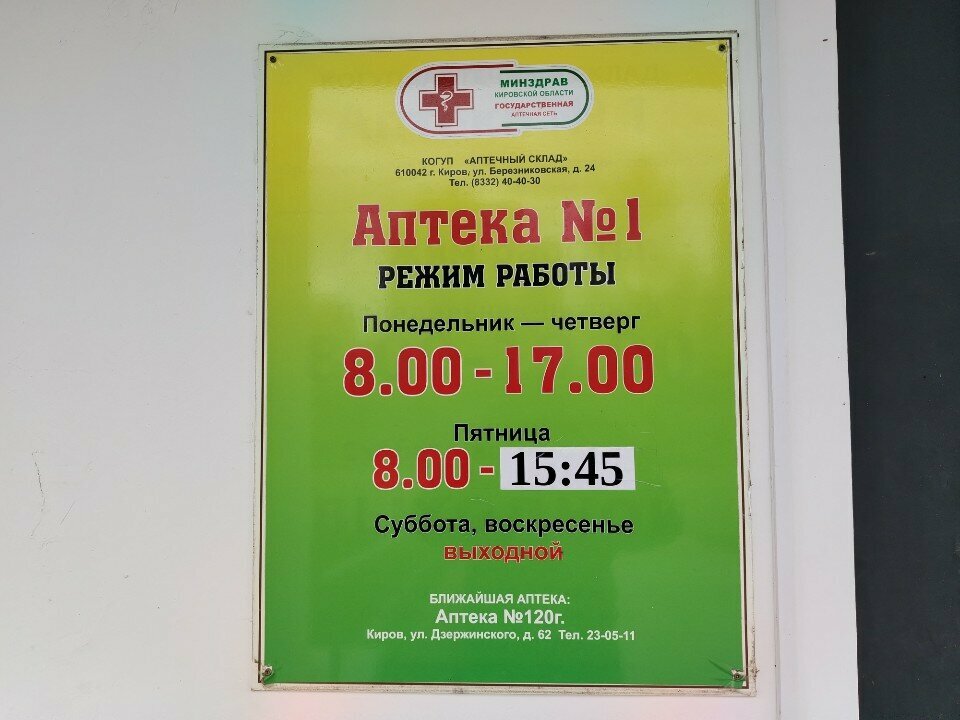 МИНЗДРАВ
КИРОВСКОЙ ОБЛАСТИ
ГОСУДАРСТВЕННАЯ
АПТЕЧНАЯ СЕТЬ
КОГУП «АПТЕЧНЫЙ СКЛАД»
610042 г. Киров, ул. Березниковская, д. 24
Тел. (8332) 40-40-30
Аптека №1
РЕЖИМ РАБОТЫ
Понедельник — четверг
8.00 - 17.00
Пятница
8.00 - 15:45
Суббота, воскресенье
выходной
БЛИЖАЙШАЯ АПТЕКА:
Аптека №120г.
Киров, ул. Дзержинского, д. 62 Тел. 23-05-11